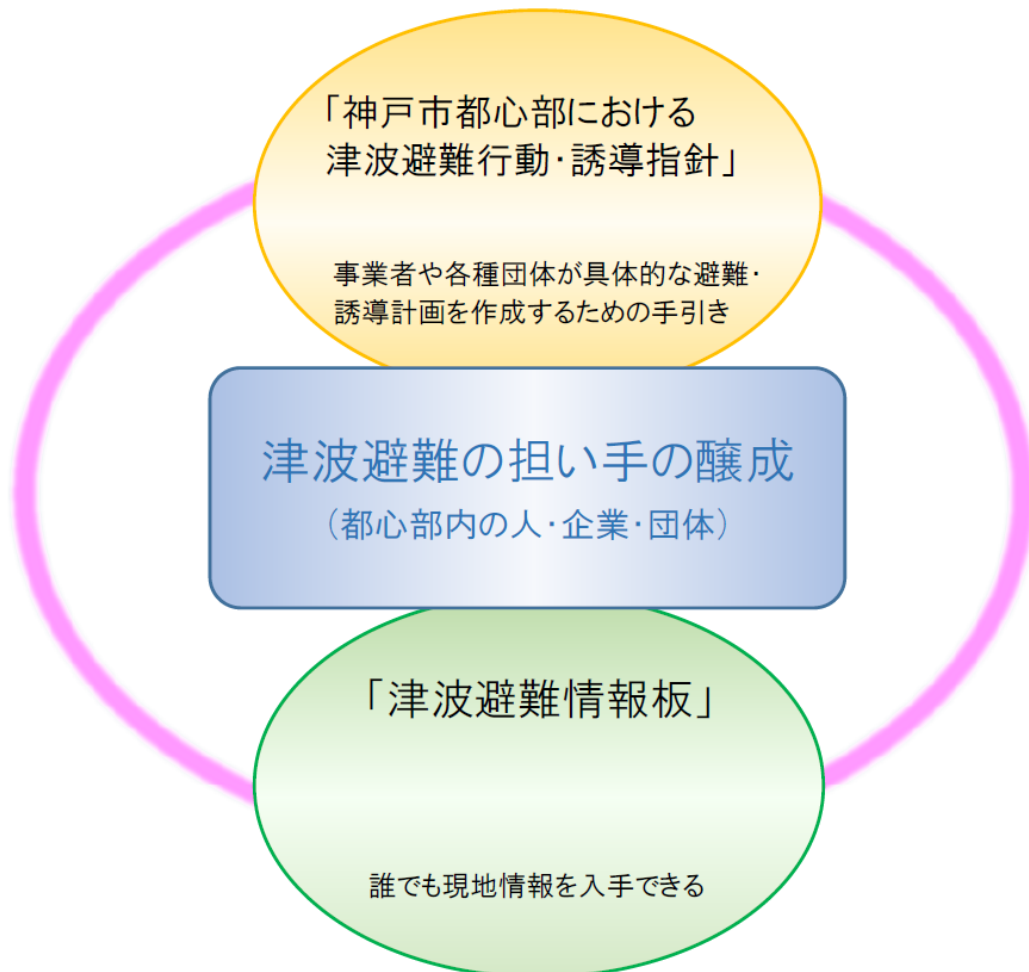 「神戸市都心部における
津波避難行動・誘導指針」
事業者や各種団体が具体的な避難・
誘導計画を作成するための手引き
津波避難の担い手の醸成
（都心部内の人・企業・団体）
「津波避難情報板」
誰でも現地情報を入手できる